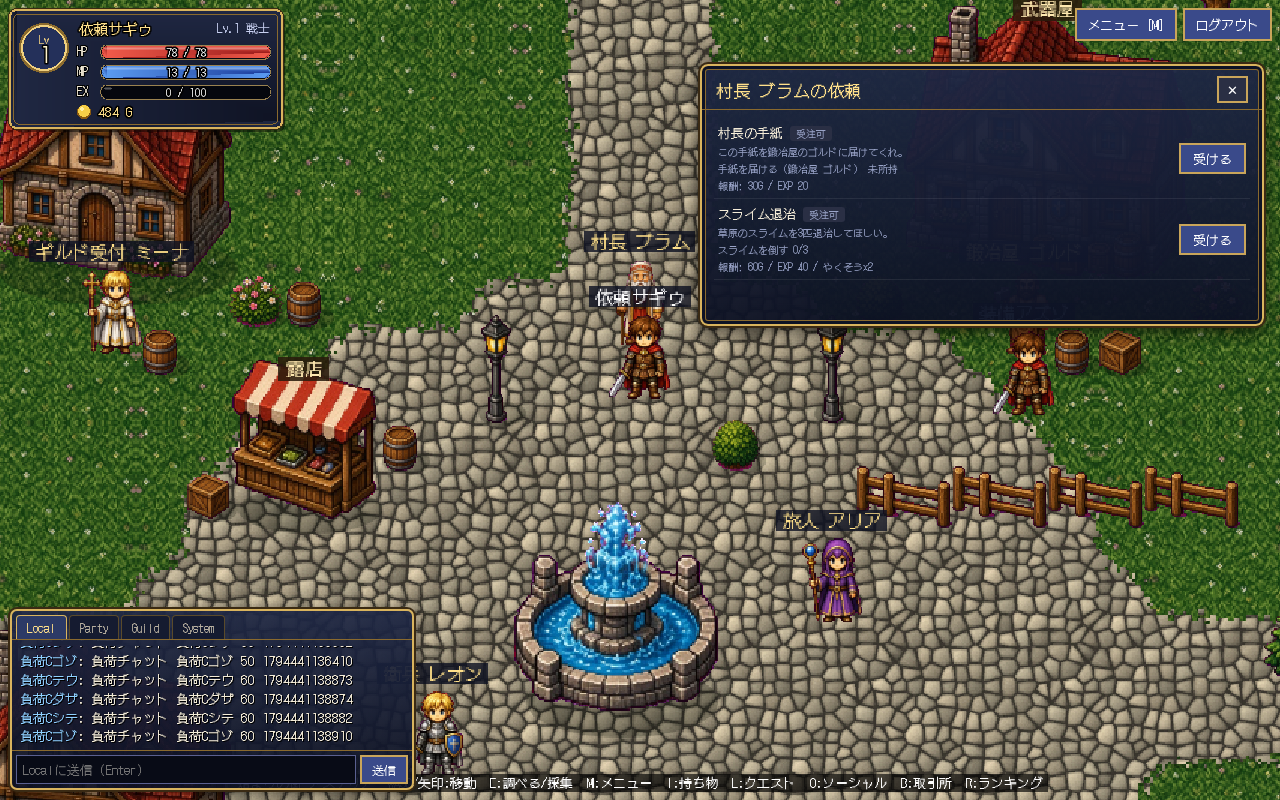 Lv
1
依頼サギゥ
Lv.1 戦士
HP 78 / 78
MP 13 / 13
EX 0 / 100
484 G
武器屋
メニュー [M]
ログアウト
村長 ブラムの依頼
×
村長の手紙 受注可
この手紙を鍛冶屋のゴルドに届けてくれ。
手紙を届ける（鍛冶屋 ゴルド） 未所持
報酬: 30G / EXP 20
受ける
スライム退治 受注可
草原のスライムを3匹退治してほしい。
スライムを倒す 0/3
報酬: 60G / EXP 40 / やくそうx2
受ける
ギルド受付 ミーナ
村長 ブラム
依頼サギゥ
露店
旅人 アリア
レオン
Local
Party
Guild
System
負荷Cゴゾ: 負荷チャット 負荷Cゴゾ 50 1794441136410
負荷Cテウ: 負荷チャット 負荷Cテウ 60 1794441138873
負荷Cダザ: 負荷チャット 負荷Cダザ 60 1794441138874
負荷Cシテ: 負荷チャット 負荷Cシテ 60 1794441138882
負荷Cゴゾ: 負荷チャット 負荷Cゴゾ 60 1794441138910
Localに送信 (Enter)
送信
矢印:移動 E:調べる/採集 M:メニュー I:持ち物 L:クエスト O:ソーシャル B:取引所 R:ランキング